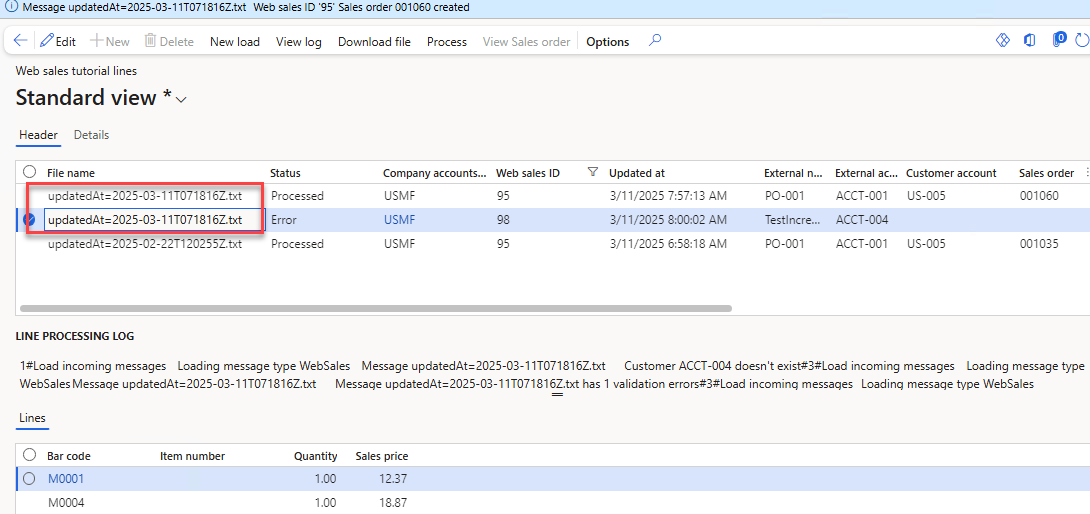 Message updatedAt=2025-03-11T071816Z.txt Web sales ID '95' Sales order 001060 created
Edit New Delete New load View log Download file Process View Sales order Options 0
Web sales tutorial lines
Standard view *
Header Details
File name Status Company accounts... Web sales ID Updated at External n... External ac... Customer account Sales order
updatedAt=2025-03-11T071816Z.txt Processed USMF 95 3/11/2025 7:57:13 AM PO-001 ACCT-001 US-005 001060
updatedAt=2025-03-11T071816Z.txt Error USMF 98 3/11/2025 8:00:02 AM TestIncre... ACCT-004
updatedAt=2025-02-22T120255Z.txt Processed USMF 95 3/11/2025 6:58:18 AM PO-001 ACCT-001 US-005 001035
LINE PROCESSING LOG
1#Load incoming messages Loading message type WebSales Message updatedAt=2025-03-11T071816Z.txt Customer ACCT-004 doesn't exist#3#Load incoming messages Loading message type
WebSales Message updatedAt=2025-03-11T071816Z.txt Message updatedAt=2025-03-11T071816Z.txt has 1 validation errors#3#Load incoming messages Loading message type WebSales
Lines
Bar code Item number Quantity Sales price
M0001 1.00 12.37
M0004 1.00 18.87